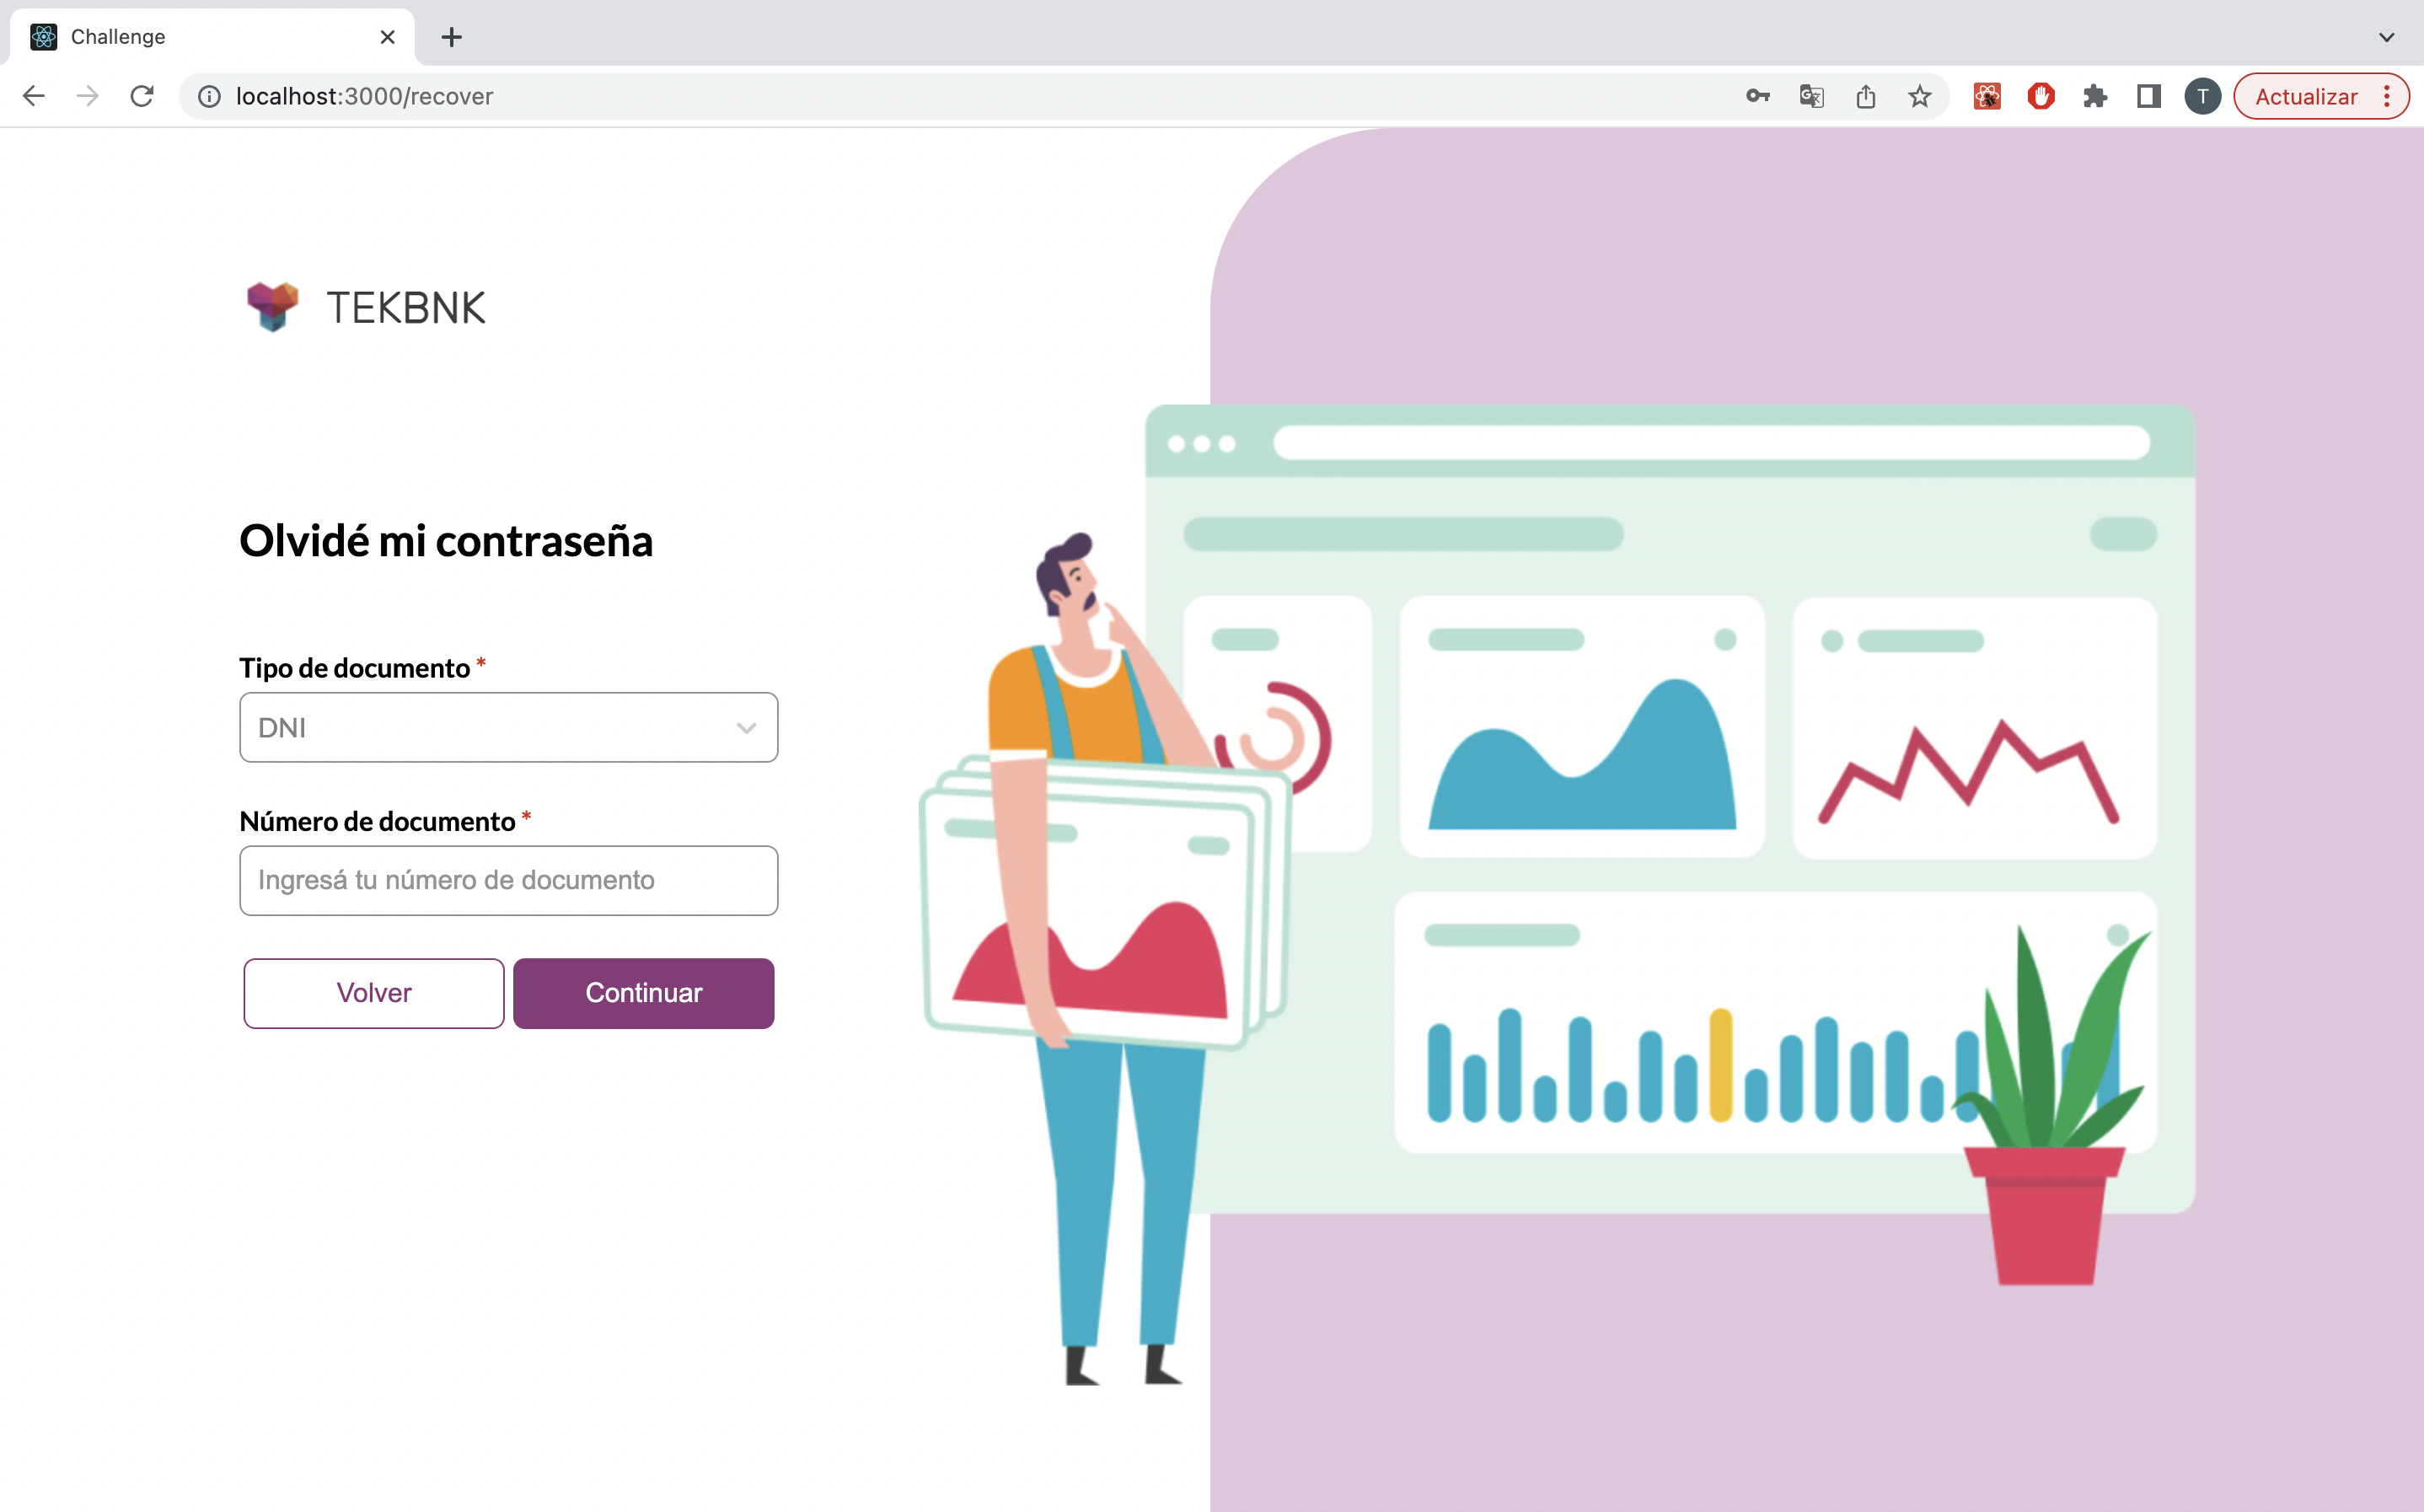 Challenge
localhost:3000/recover
T
Actualizar
TEKBNK
Olvidé mi contraseña
Tipo de documento *
DNI
Número de documento *
Ingresá tu número de documento
Volver
Continuar